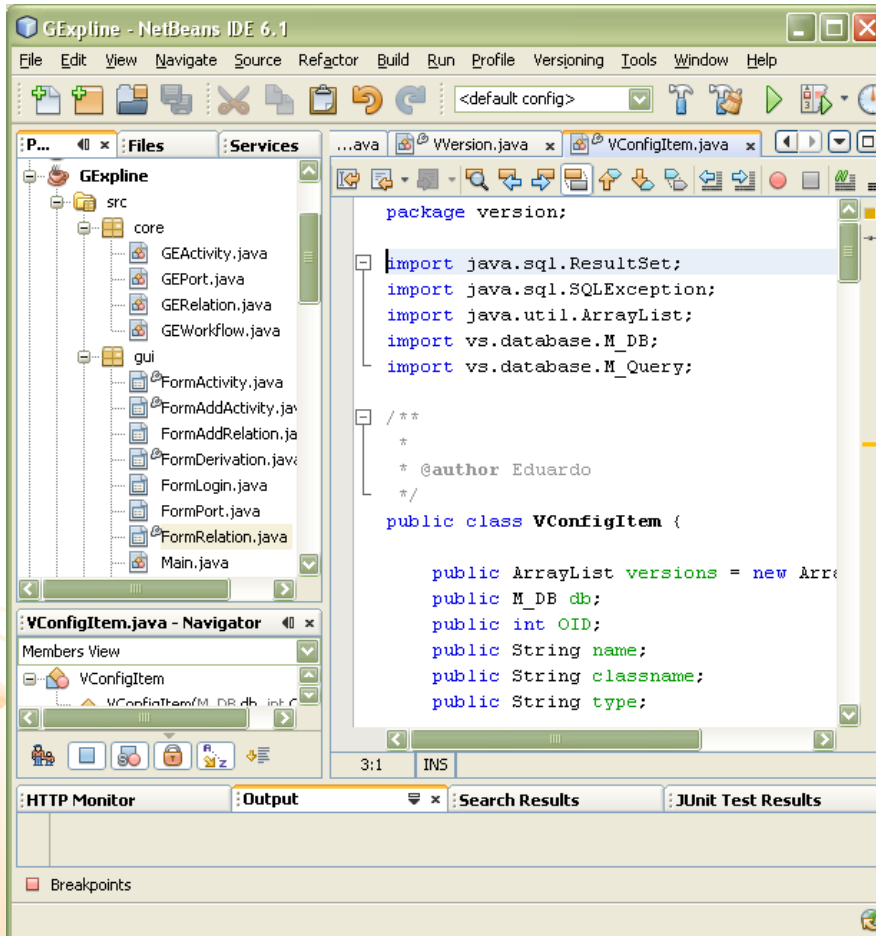 GExpline - NetBeans IDE 6.1
File Edit View Navigate Source Refactor Build Run Profile Versioning Tools Window Help
<default config>
P... Files Services
GExpline
src
core
GEActivity.java
GEPort.java
GERelation.java
GEWorkflow.java
gui
FormActivity.java
FormAddActivity.jav
FormAddRelation.ja
FormDerivation.java
FormLogin.java
FormPort.java
FormRelation.java
Main.java
VConfigItem.java - Navigator
Members View
VConfigItem
VConfigItem(M_DB db, int O
...ava VVersion.java VConfigItem.java
package version;
import java.sql.ResultSet;
import java.sql.SQLException;
import java.util.ArrayList;
import vs.database.M_DB;
import vs.database.M_Query;
/**
*
* @author Eduardo
*/
public class VConfigItem {
public ArrayList versions = new Arra
public M_DB db;
public int OID;
public String name;
public String classname;
public String type;
3:1 INS
HTTP Monitor Output Search Results JUnit Test Results
Breakpoints